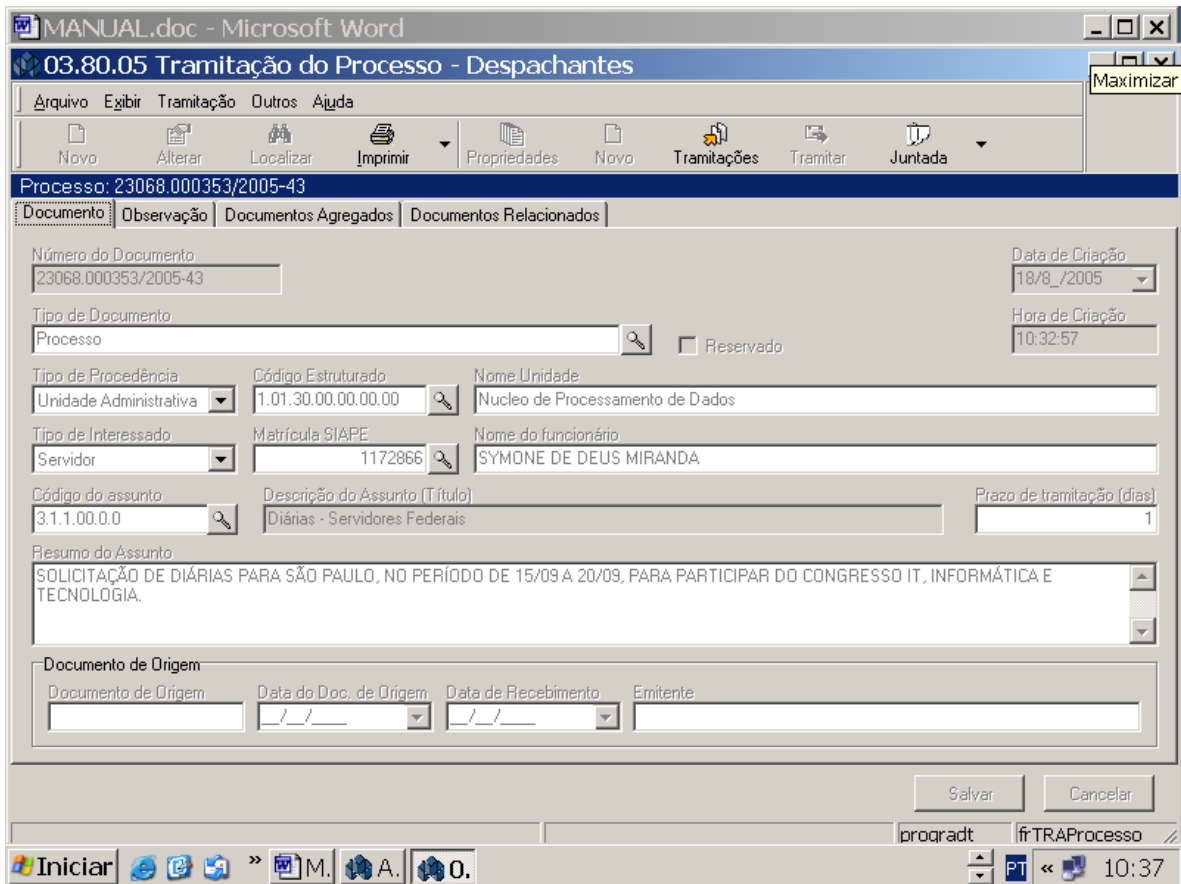 MANUAL.doc - Microsoft Word
03.80.05 Tramitação do Processo - Despachantes
Maximizar
Arquivo Exibir Tramitação Outros Ajuda
Novo Alterar Localizar Imprimir Propriedades Novo Tramitações Tramitar Juntada
Processo: 23068.000353/2005-43
Documento Observação Documentos Agregados Documentos Relacionados
Número do Documento Data de Criação
23068.000353/2005-43 18/8_/2005
Tipo de Documento Hora de Criação
Processo Reservado 10:32:57
Tipo de Procedência Código Estruturado Nome Unidade
Unidade Administrativa 1.01.30.00.00.00.00 Nucleo de Processamento de Dados
Tipo de Interessado Matrícula SIAPE Nome do funcionário
Servidor 1172866 SYMONE DE DEUS MIRANDA
Código do assunto Descrição do Assunto (Título) Prazo de tramitação (dias)
3.1.1.00.0.0 Diárias - Servidores Federais 1
Resumo do Assunto
SOLICITAÇÃO DE DIÁRIAS PARA SÃO PAULO, NO PERÍODO DE 15/09 A 20/09, PARA PARTICIPAR DO CONGRESSO IT, INFORMÁTICA E
TECNOLOGIA.
Documento de Origem
Documento de Origem Data do Doc. de Origem Data de Recebimento Emitente
__/__/____ __/__/____
Salvar Cancelar
progradt frTRAProcesso
Iniciar » M. A. O. PT « 10:37